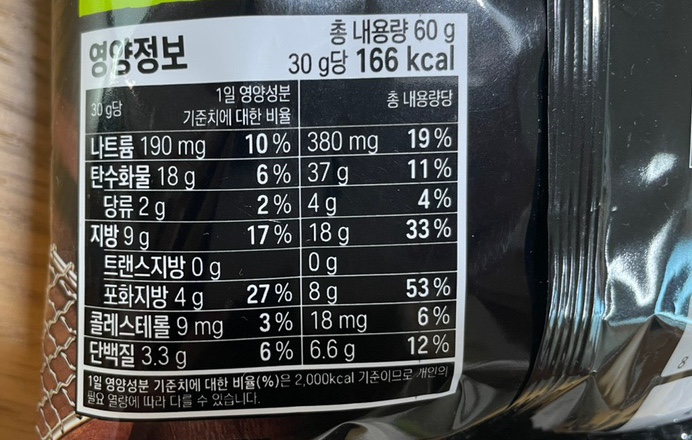 영양정보
총 내용량 60 g
30 g당 166 kcal
30 g당 1일 영양성분 기준치에 대한 비율 총 내용량당
나트륨 190 mg 10 % 380 mg 19 %
탄수화물 18 g 6 % 37 g 11 %
당류 2 g 2 % 4 g 4 %
지방 9 g 17 % 18 g 33 %
트랜스지방 0 g 0 g
포화지방 4 g 27 % 8 g 53 %
콜레스테롤 9 mg 3 % 18 mg 6 %
단백질 3.3 g 6 % 6.6 g 12 %
1일 영양성분 기준치에 대한 비율(%)은 2,000kcal 기준이므로 개인의
필요 열량에 따라 다를 수 있습니다.
8